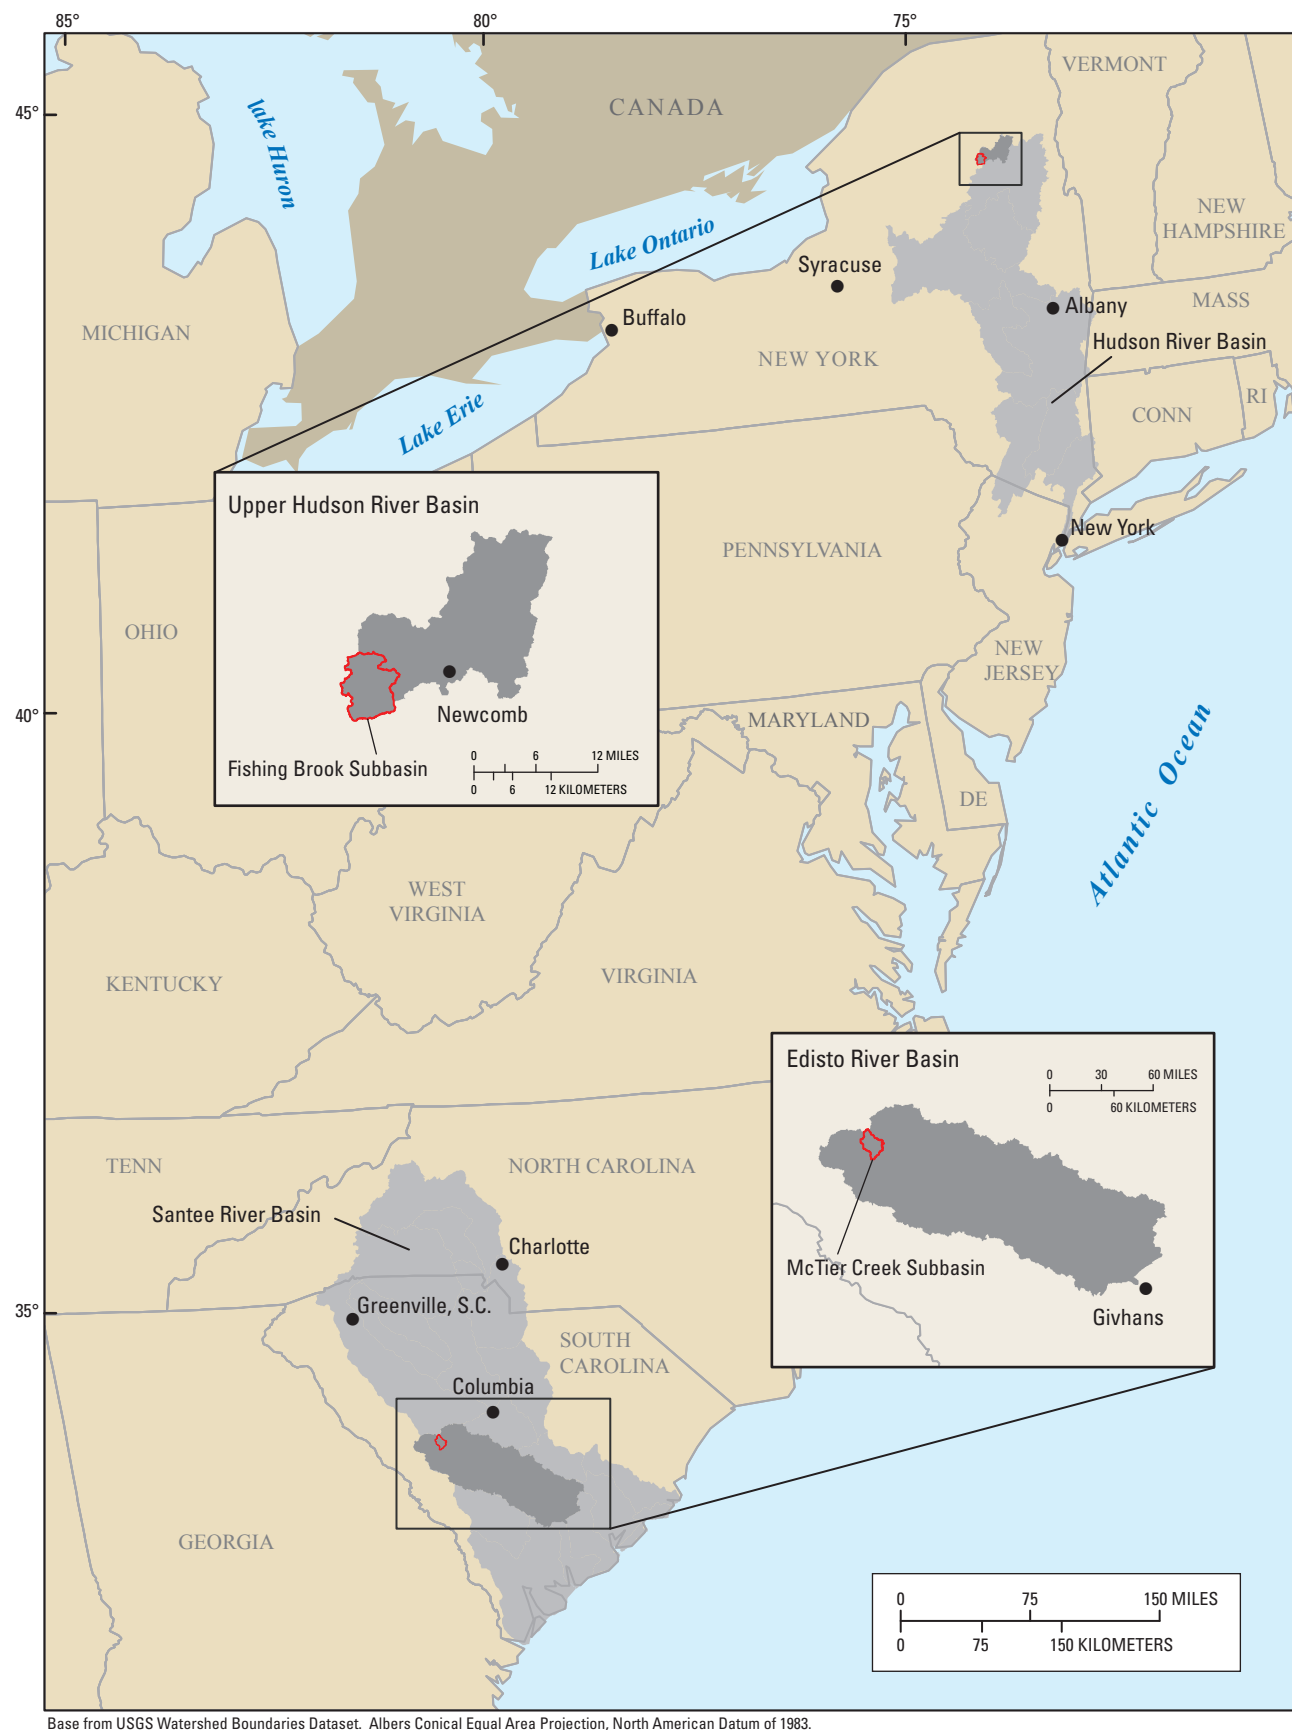 85°
80°
75°
45°
40°
35°
CANADA
VERMONT
lake Huron
NEW
HAMPSHIRE
Lake Ontario
Syracuse
MASS
Albany
Buffalo
MICHIGAN
Hudson River Basin
NEW YORK
RI
CONN
Lake Erie
Upper Hudson River Basin
Newcomb
Fishing Brook Subbasin
0 6 12 MILES
0 6 12 KILOMETERS
New York
PENNSYLVANIA
OHIO
NEW
JERSEY
MARYLAND
DE
Atlantic Ocean
WEST
VIRGINIA
KENTUCKY
VIRGINIA
Edisto River Basin
0 30 60 MILES
0 60 KILOMETERS
McTier Creek Subbasin
Givhans
TENN
NORTH CAROLINA
Santee River Basin
Charlotte
Greenville, S.C.
SOUTH
CAROLINA
Columbia
GEORGIA
0 75 150 MILES
0 75 150 KILOMETERS
Base from USGS Watershed Boundaries Dataset. Albers Conical Equal Area Projection, North American Datum of 1983.